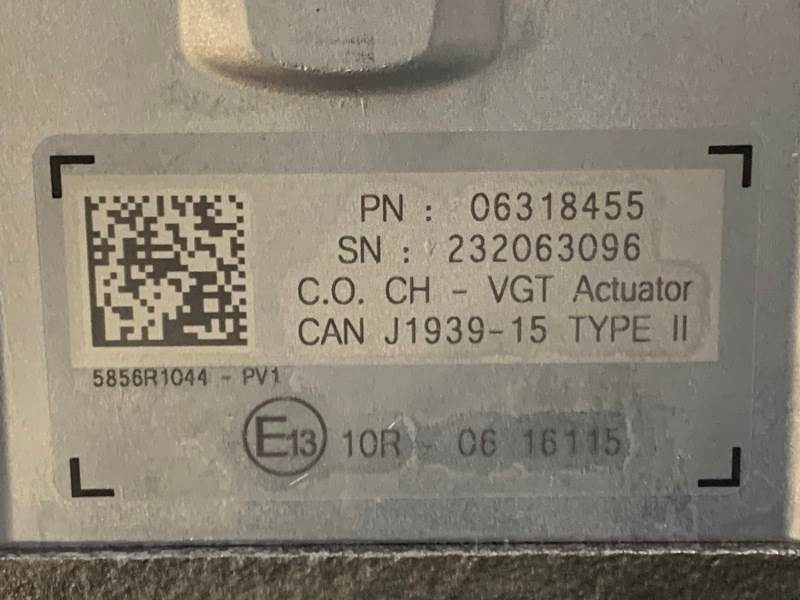 PN : 06318455
SN : 232063096
C.O. CH - VGT Actuator
CAN J1939-15 TYPE II
5856R1044 - PV1
E13 10R - 06 16115